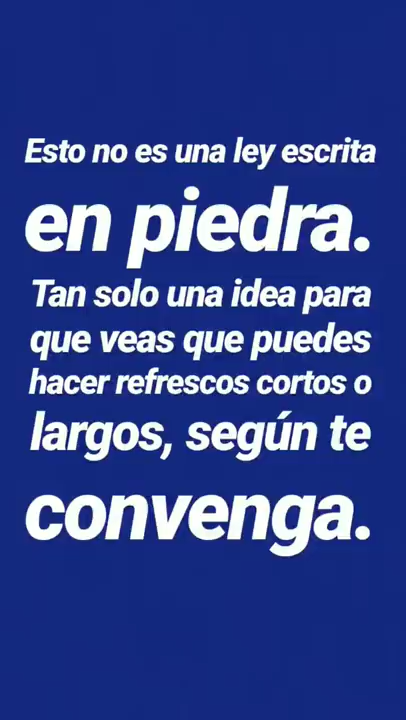 Esto no es una ley escrita
en piedra.
Tan solo una idea para
que veas que puedes
hacer refrescos cortos o
largos, según te
convenga.